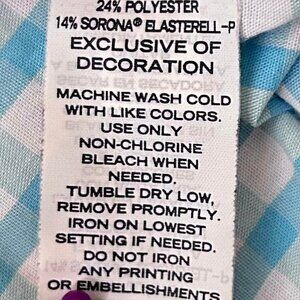 24% POLYESTER
14% SORONA® ELASTERELL-P
EXCLUSIVE OF
DECORATION
MACHINE WASH COLD
WITH LIKE COLORS.
USE ONLY
NON-CHLORINE
BLEACH WHEN
NEEDED.
TUMBLE DRY LOW,
REMOVE PROMPTLY.
IRON ON LOWEST
SETTING IF NEEDED.
DO NOT IRON
ANY PRINTING
OR EMBELLISHMENTS